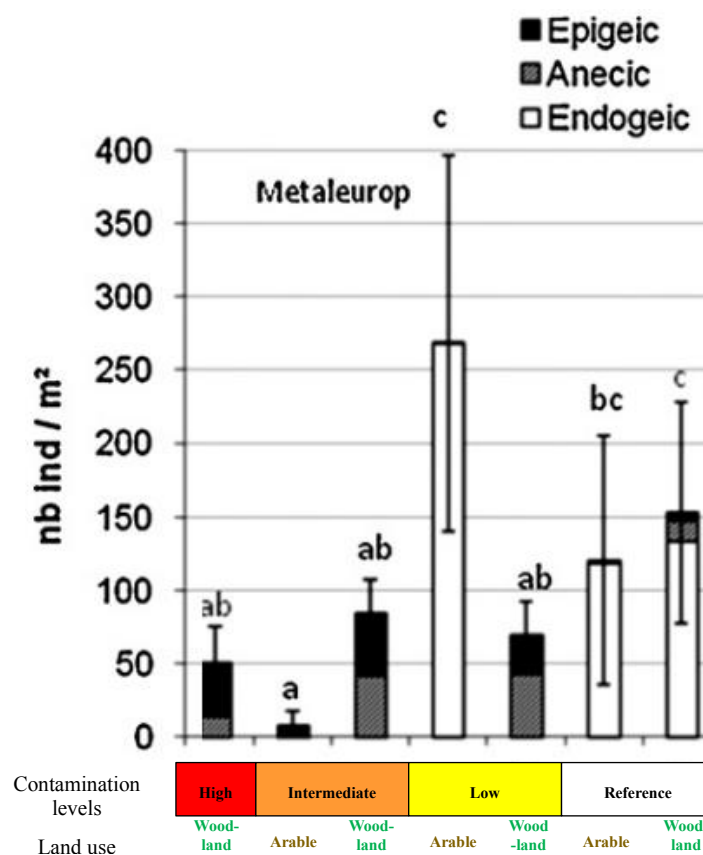 Epigeic
Anecic
Endogeic
c
400
Metaleurop
350
300
250
c
bc
200
150
ab
ab
100
ab
50
a
0
nb ind / m²
Contamination
levels
High
Intermediate
Low
Reference
Land use
Wood-
land
Arable
Wood-
land
Arable
Wood
-land
Arable
Wood
land